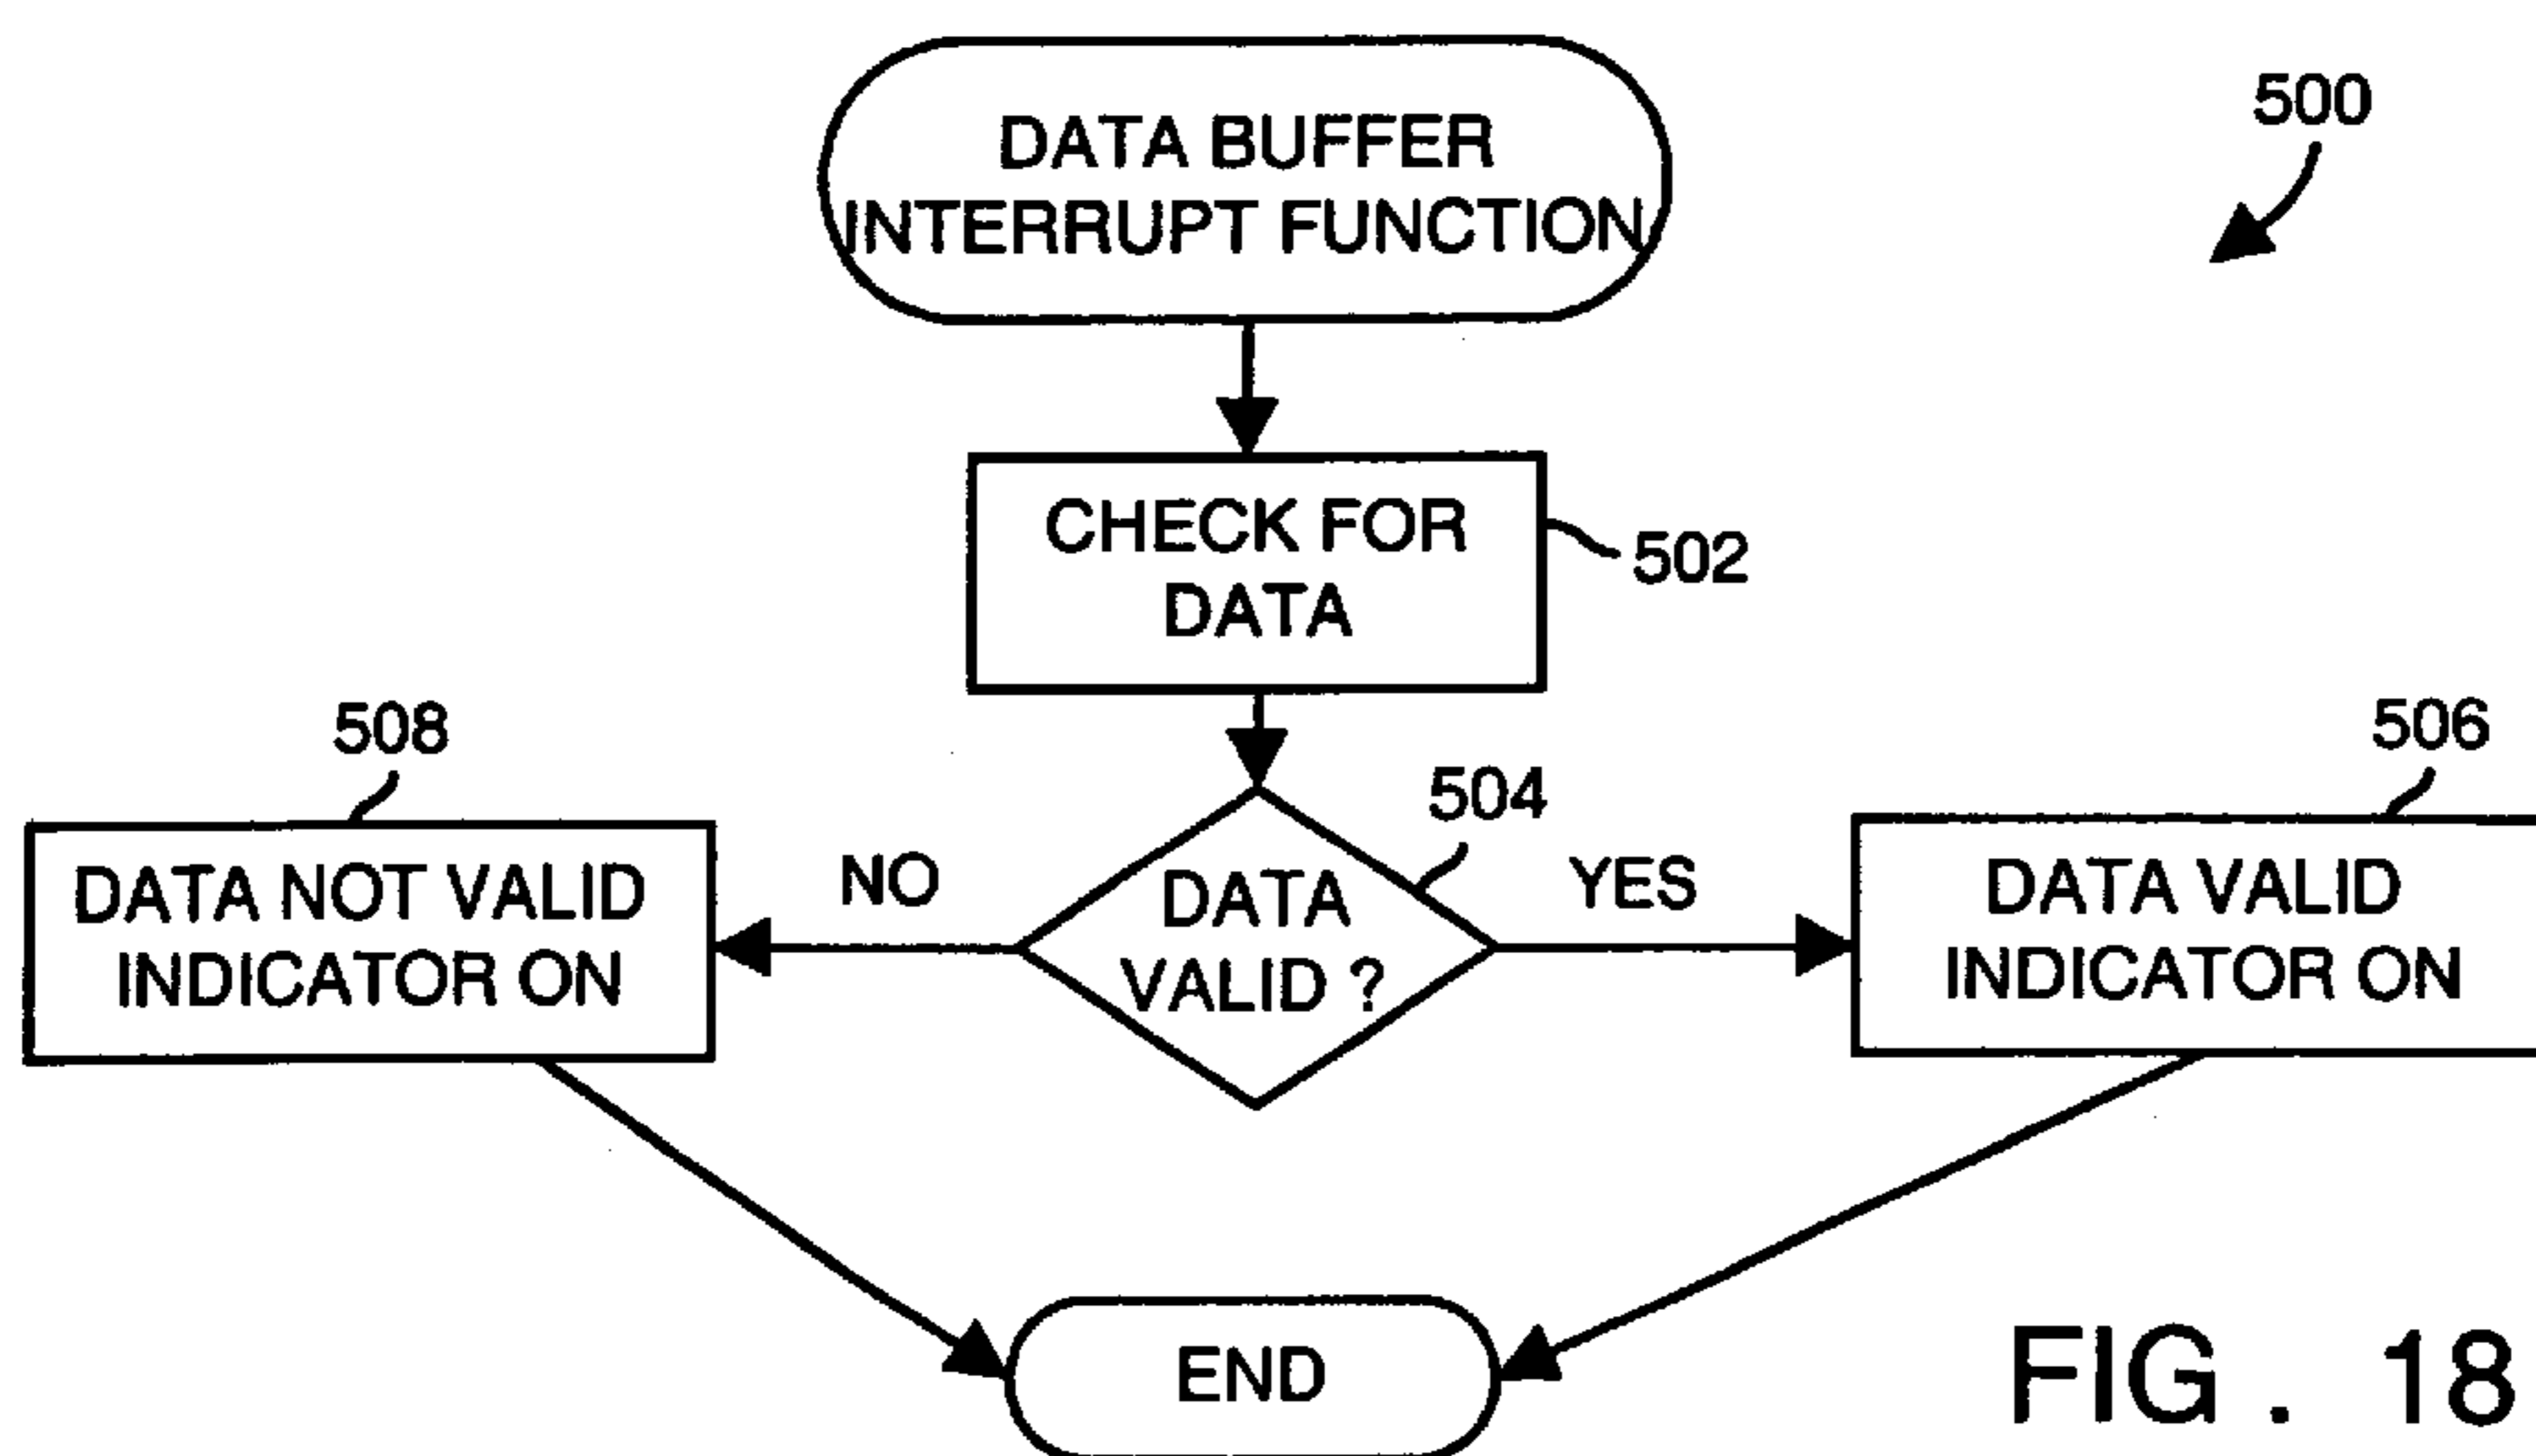 DATA BUFFER
INTERRUPT FUNCTION
500
CHECK FOR
DATA
502
508
506
504
DATA NOT VALID
INDICATOR ON
NO
DATA
VALID ?
YES
DATA VALID
INDICATOR ON
END
FIG . 18